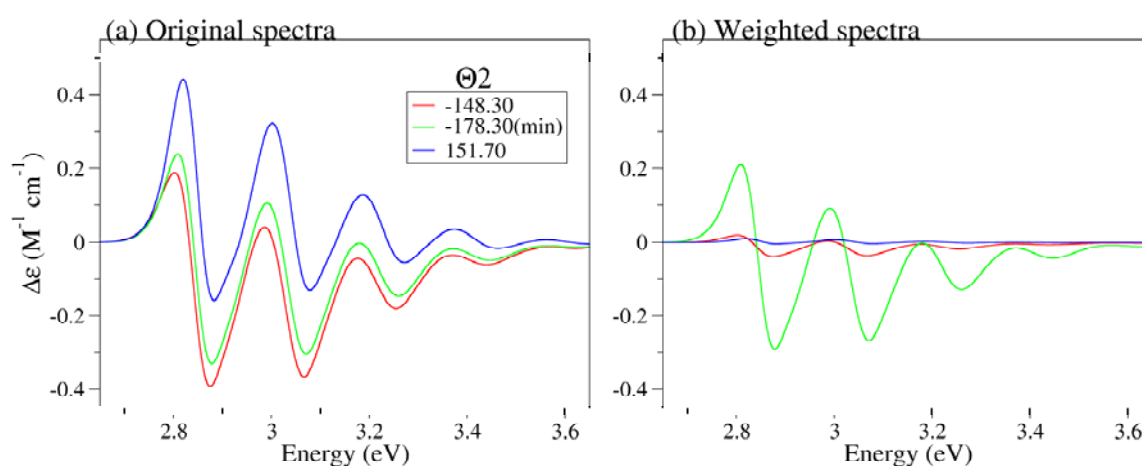 (a) Original spectra
(b) Weighted spectra
Θ2
-148.30
-178.30(min)
151.70
0.4
0.2
0
-0.2
-0.4
Δε (M⁻¹ cm⁻¹)
2.8 3 3.2 3.4 3.6
Energy (eV)
0.4
0.2
0
-0.2
-0.4
2.8 3 3.2 3.4 3.6
Energy (eV)